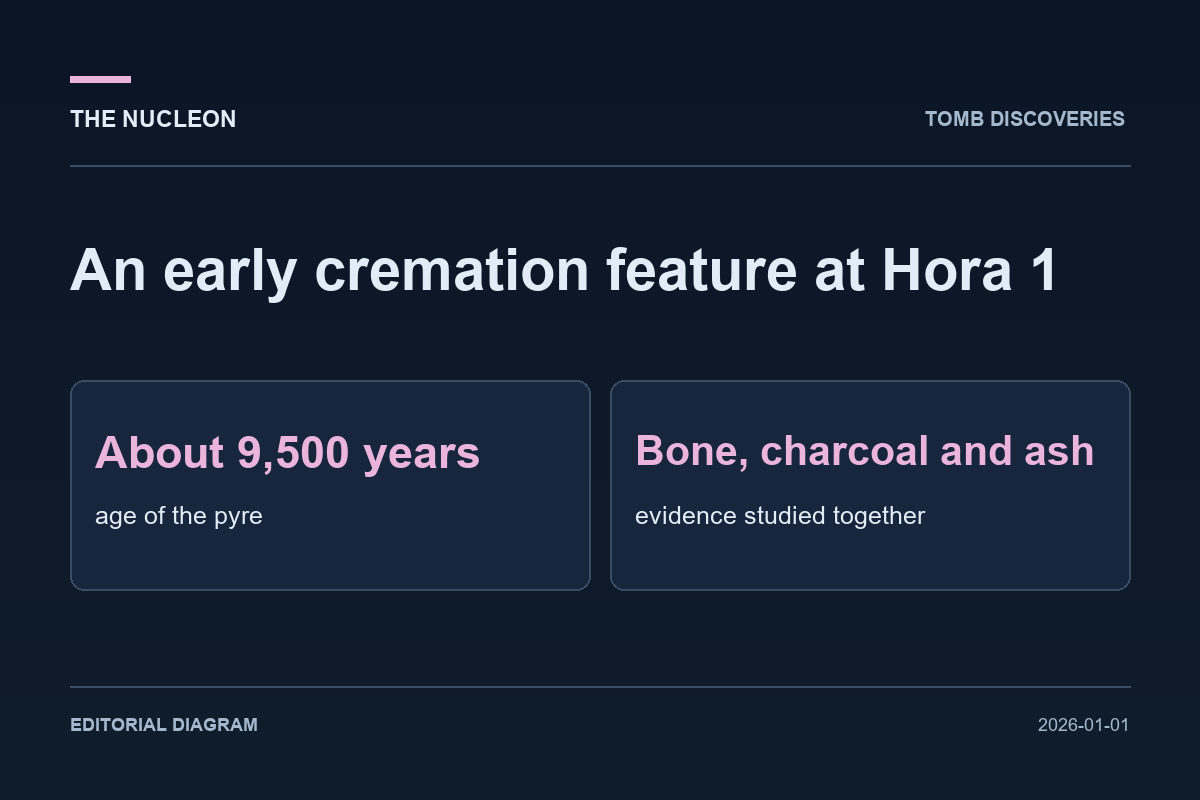 THE NUCLEON
TOMB DISCOVERIES
An early cremation feature at Hora 1
About 9,500 years
age of the pyre
Bone, charcoal and ash
evidence studied together
EDITORIAL DIAGRAM
2026-01-01